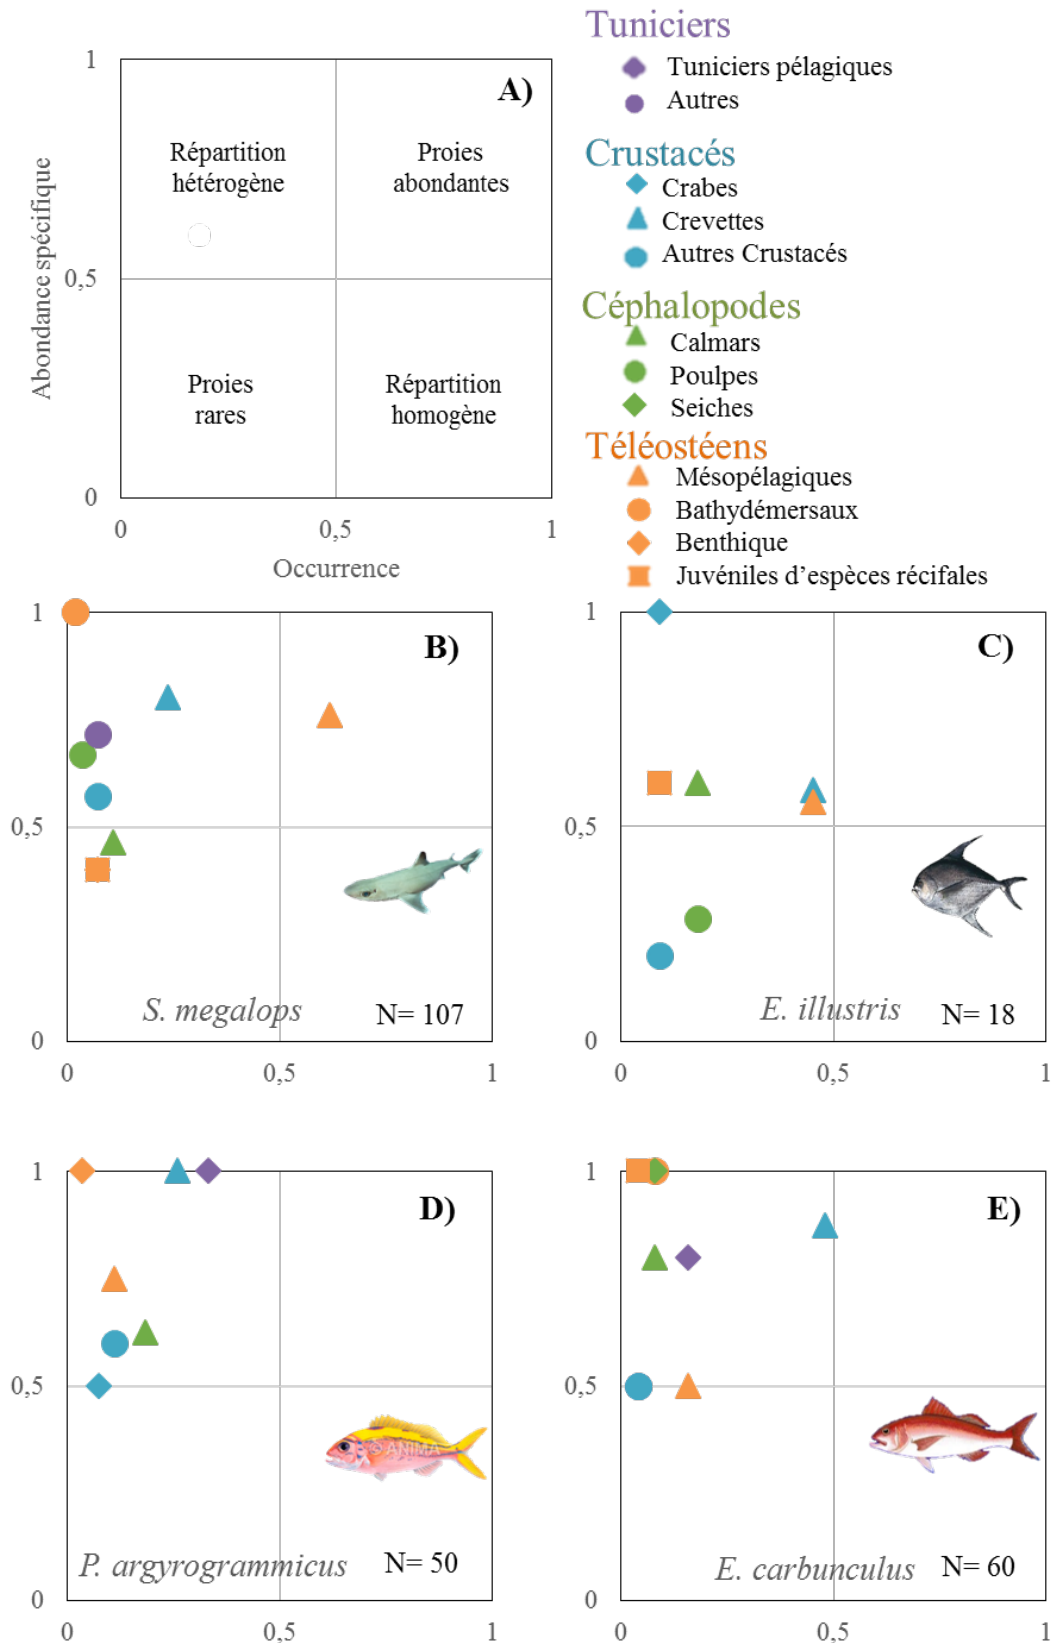 Tuniciers
Tuniciers pélagiques
Autres
Crustacés
Crabes
Crevettes
Autres Crustacés
Céphalopodes
Calmars
Poulpes
Seiches
Téléostéens
Mésopélagiques
Bathydémersaux
Benthique
Juvéniles d'espèces récifales
A)
1
0,5
0
Abondance spécifique
Répartition
hétérogène
Proies
abondantes
Proies
rares
Répartition
homogène
0 0,5 1
Occurrence
B)
1
0,5
0
S. megalops N= 107
0 0,5 1
C)
1
0,5
0
E. illustris N= 18
0 0,5 1
D)
1
0,5
0
© ANIMA
P. argyrogrammicus N= 50
0 0,5 1
E)
1
0,5
0
E. carbunculus N= 60
0 0,5 1